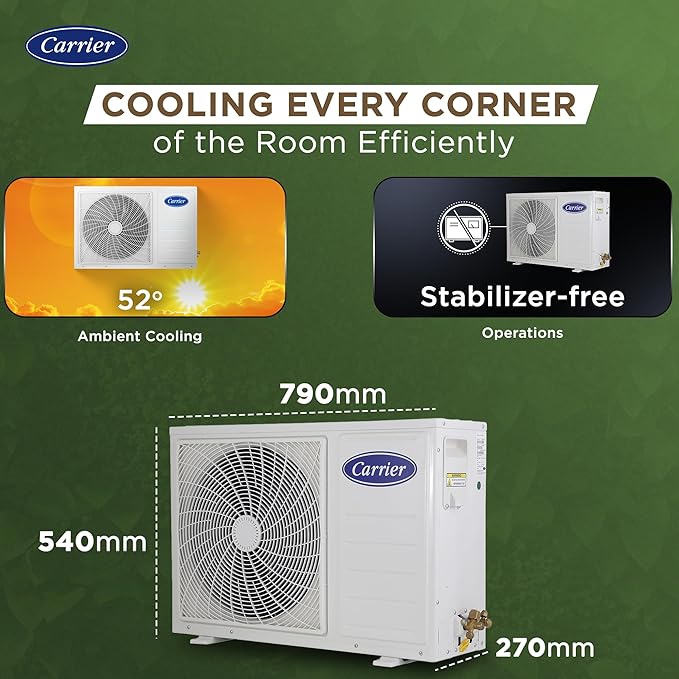 Carrier
COOLING EVERY CORNER
of the Room Efficiently
Carrier
52°
Ambient Cooling
Carrier
Stabilizer-free
Operations
790mm
Carrier
540mm
270mm